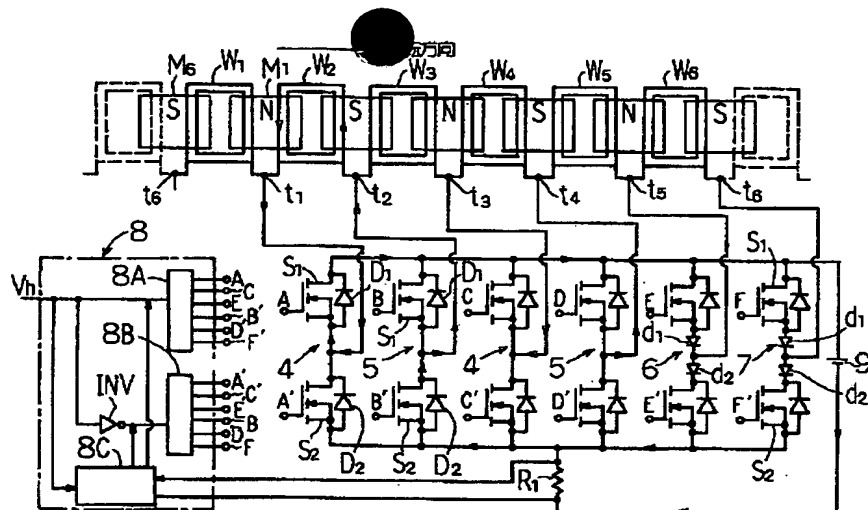 方向
M6 W1 M1 W2 W3 W4 W5 W6
S N S N S N S
t6 t1 t2 t3 t4 t5 t6
8
Vh
8A
A
C
E
B'
D'
F'
8B
A'
C'
E'
B
D
F
INV
8C
S1 D1 D1 S1
A B C D E F
S1 d1 d1
4 5 4 5 6 7 9
d2 d2
A' B' C' D' E' F'
S2 D2 S2 D2 S2
R1